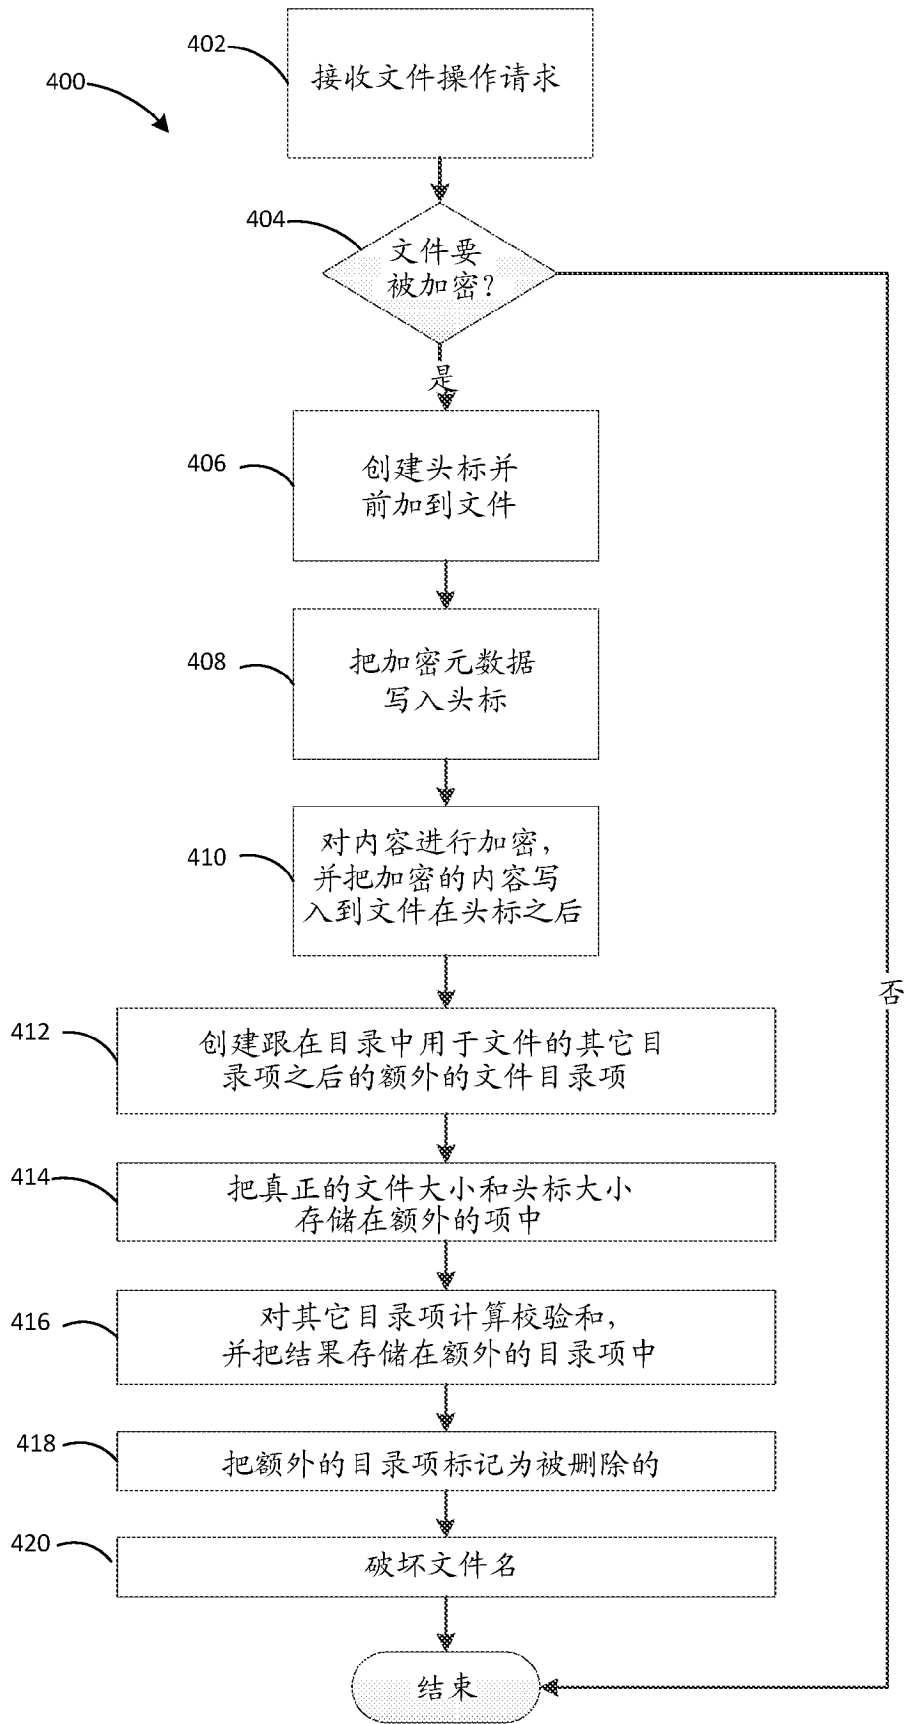 402
接收文件操作请求
400
404
文件要
被加密?
是
406
创建头标并
前加到文件
408
把加密元数据
写入头标
410
对内容进行加密,
并把加密的内容写
入到文件在头标之后
否
412
创建跟在目录中用于文件的其它目
录项之后的额外的文件目录项
414
把真正的文件大小和头标大小
存储在额外的项中
416
对其它目录项计算校验和,
并把结果存储在额外的目录项中
418
把额外的目录项标记为被删除的
420
破坏文件名
结束